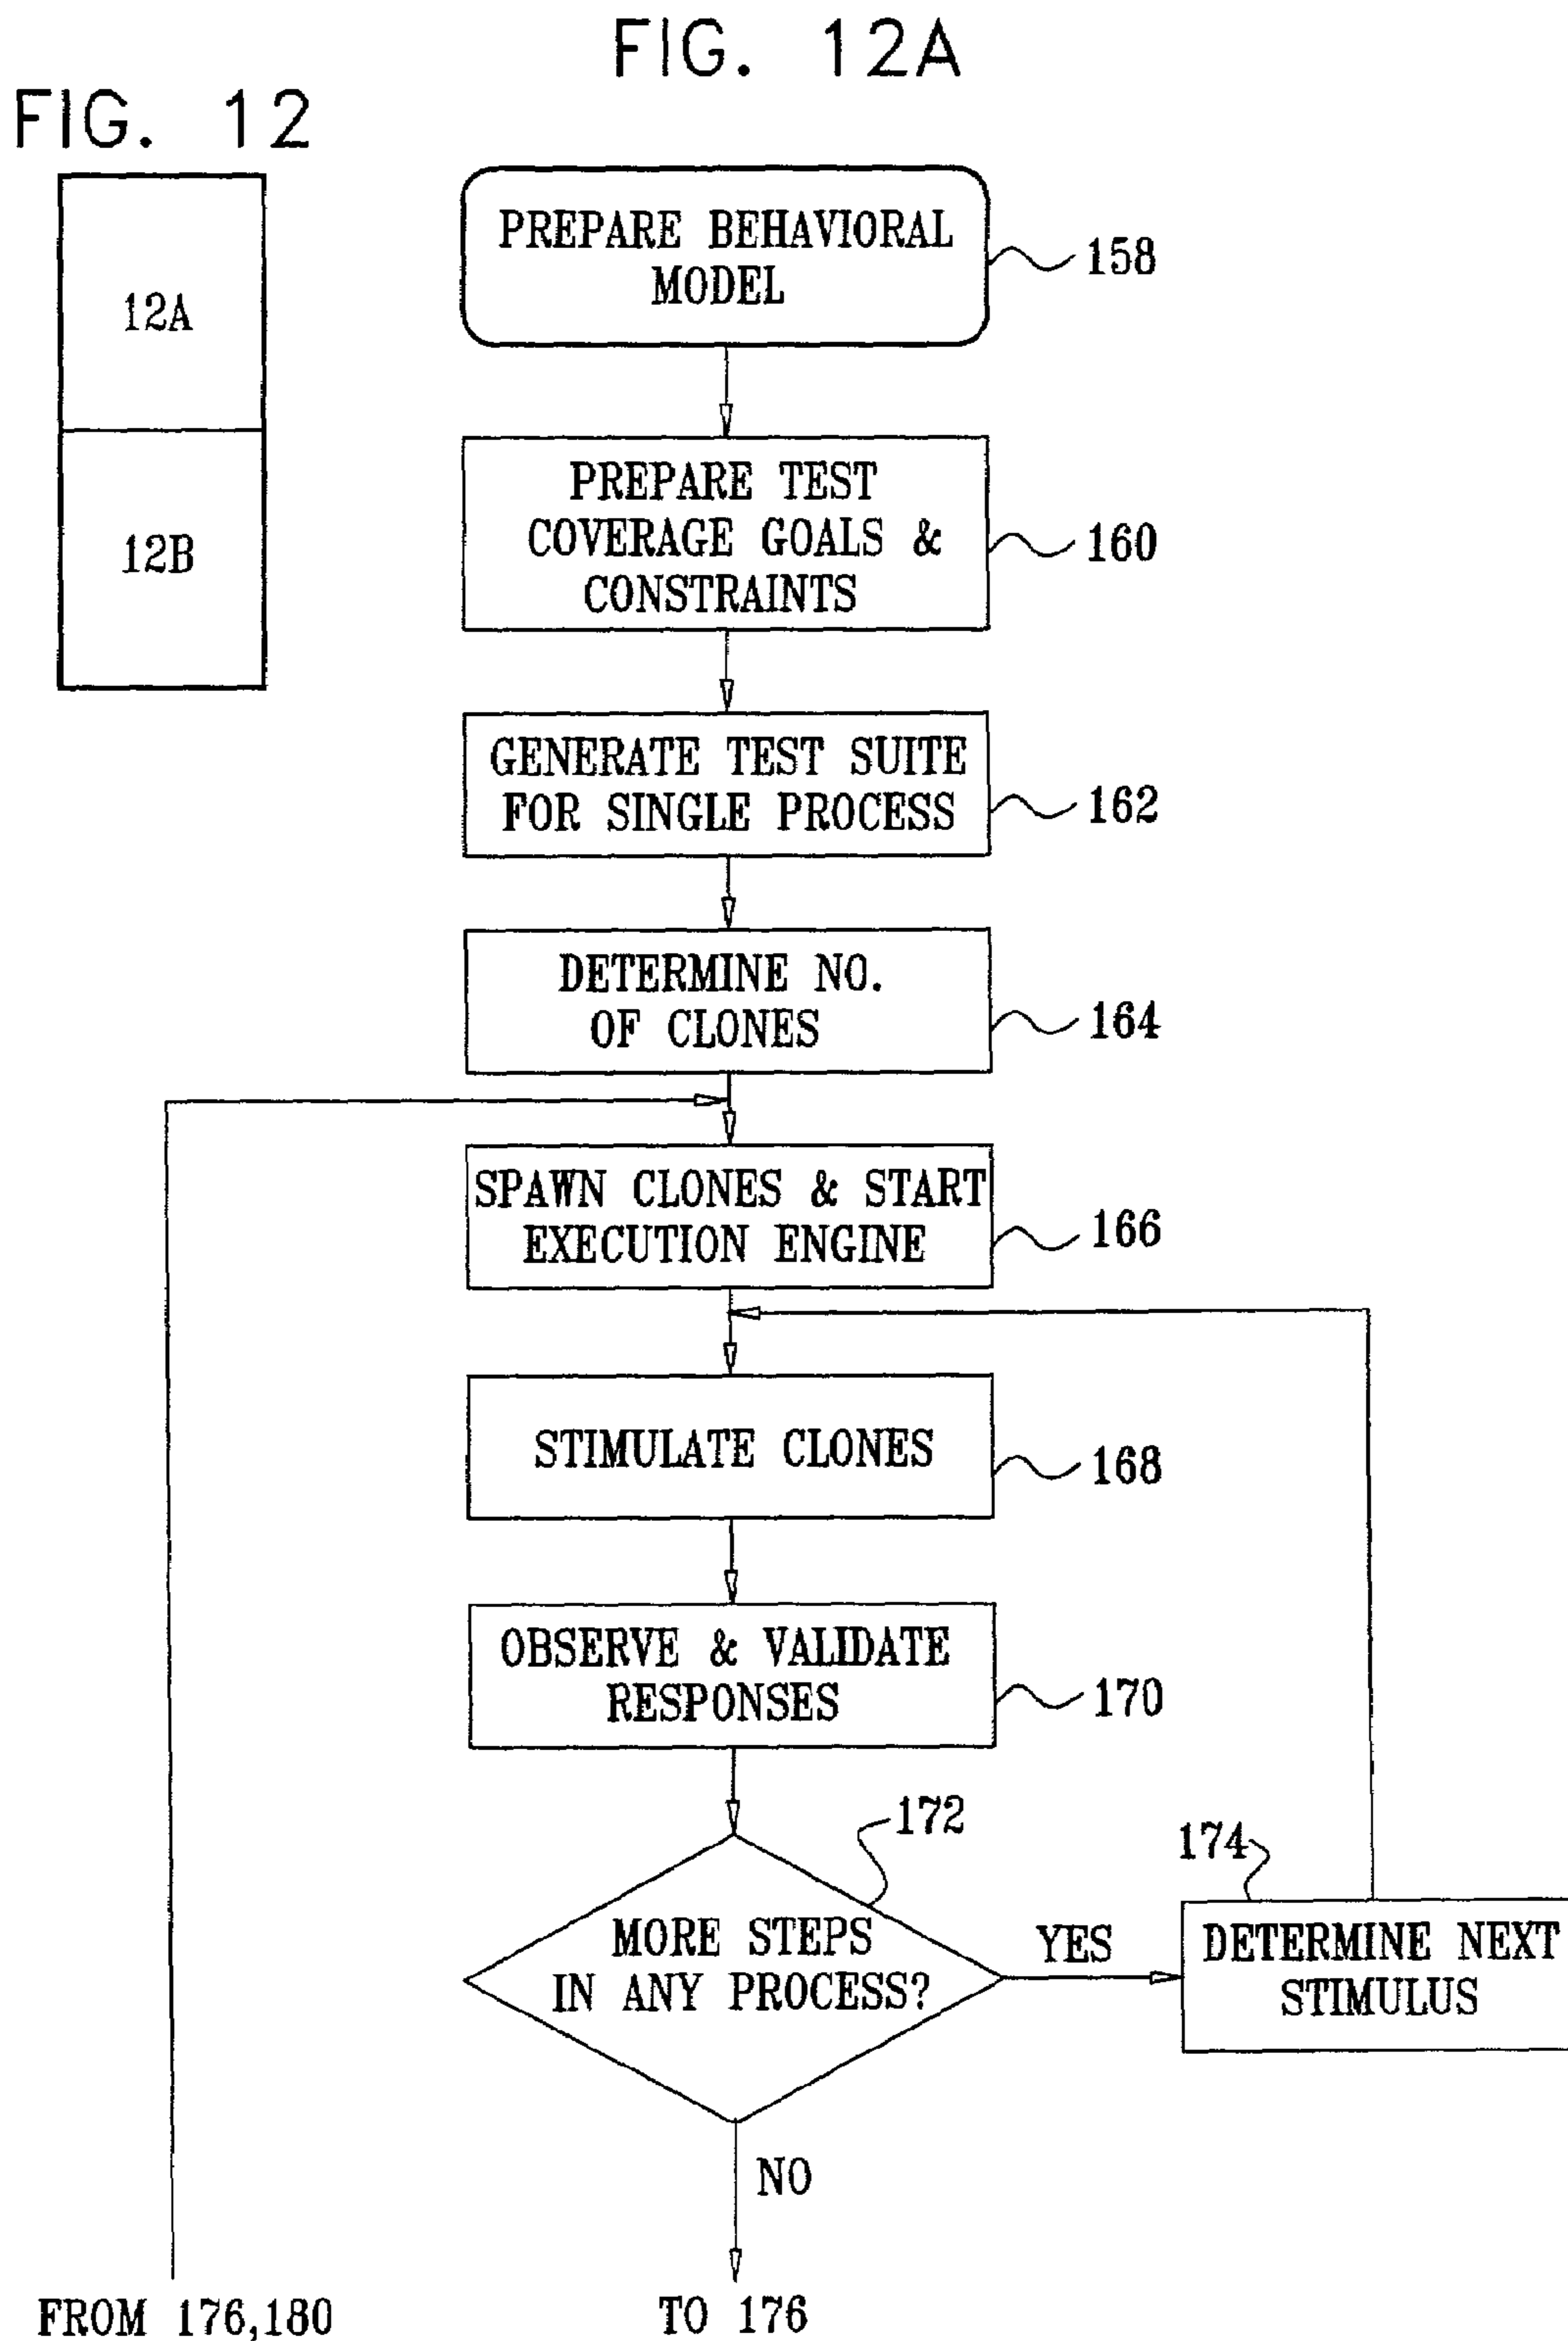 FIG. 12A
FIG. 12
12A
12B
PREPARE BEHAVIORAL
MODEL
158
PREPARE TEST
COVERAGE GOALS &
CONSTRAINTS
160
GENERATE TEST SUITE
FOR SINGLE PROCESS
162
DETERMINE NO.
OF CLONES
164
SPAWN CLONES & START
EXECUTION ENGINE
166
STIMULATE CLONES
168
OBSERVE & VALIDATE
RESPONSES
170
172
MORE STEPS
IN ANY PROCESS?
YES
174
DETERMINE NEXT
STIMULUS
NO
FROM 176,180
TO 176